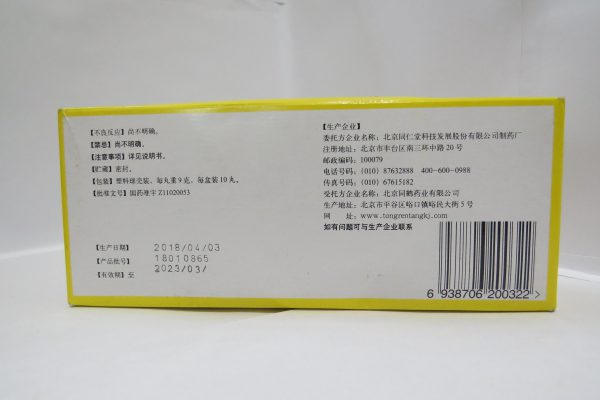 【不良反应】尚不明确。
【禁忌】尚不明确。
【注意事项】详见说明书。
【贮藏】密封。
【包装】塑料球壳装，每丸重9克，每盒装10丸。
【批准文号】国药准字Z11020053
【生产日期】 2018/04/03
【产品批号】 18010865
【有效期】至 2023/03/
【生产企业】
委托方企业名称：北京同仁堂科技发展股份有限公司制药厂
注册地址：北京市丰台区南三环中路20号
邮政编码：100079
电话号码：(010) 87632888 400-600-0988
传真号码：(010) 67615182
受托方企业名称：北京同鹤药业有限公司
生产地址：北京市平谷区峪口镇峪民大街5号
网 址：www.tongrentangkj.com
如有问题可与生产企业联系
6 938706 200322 >